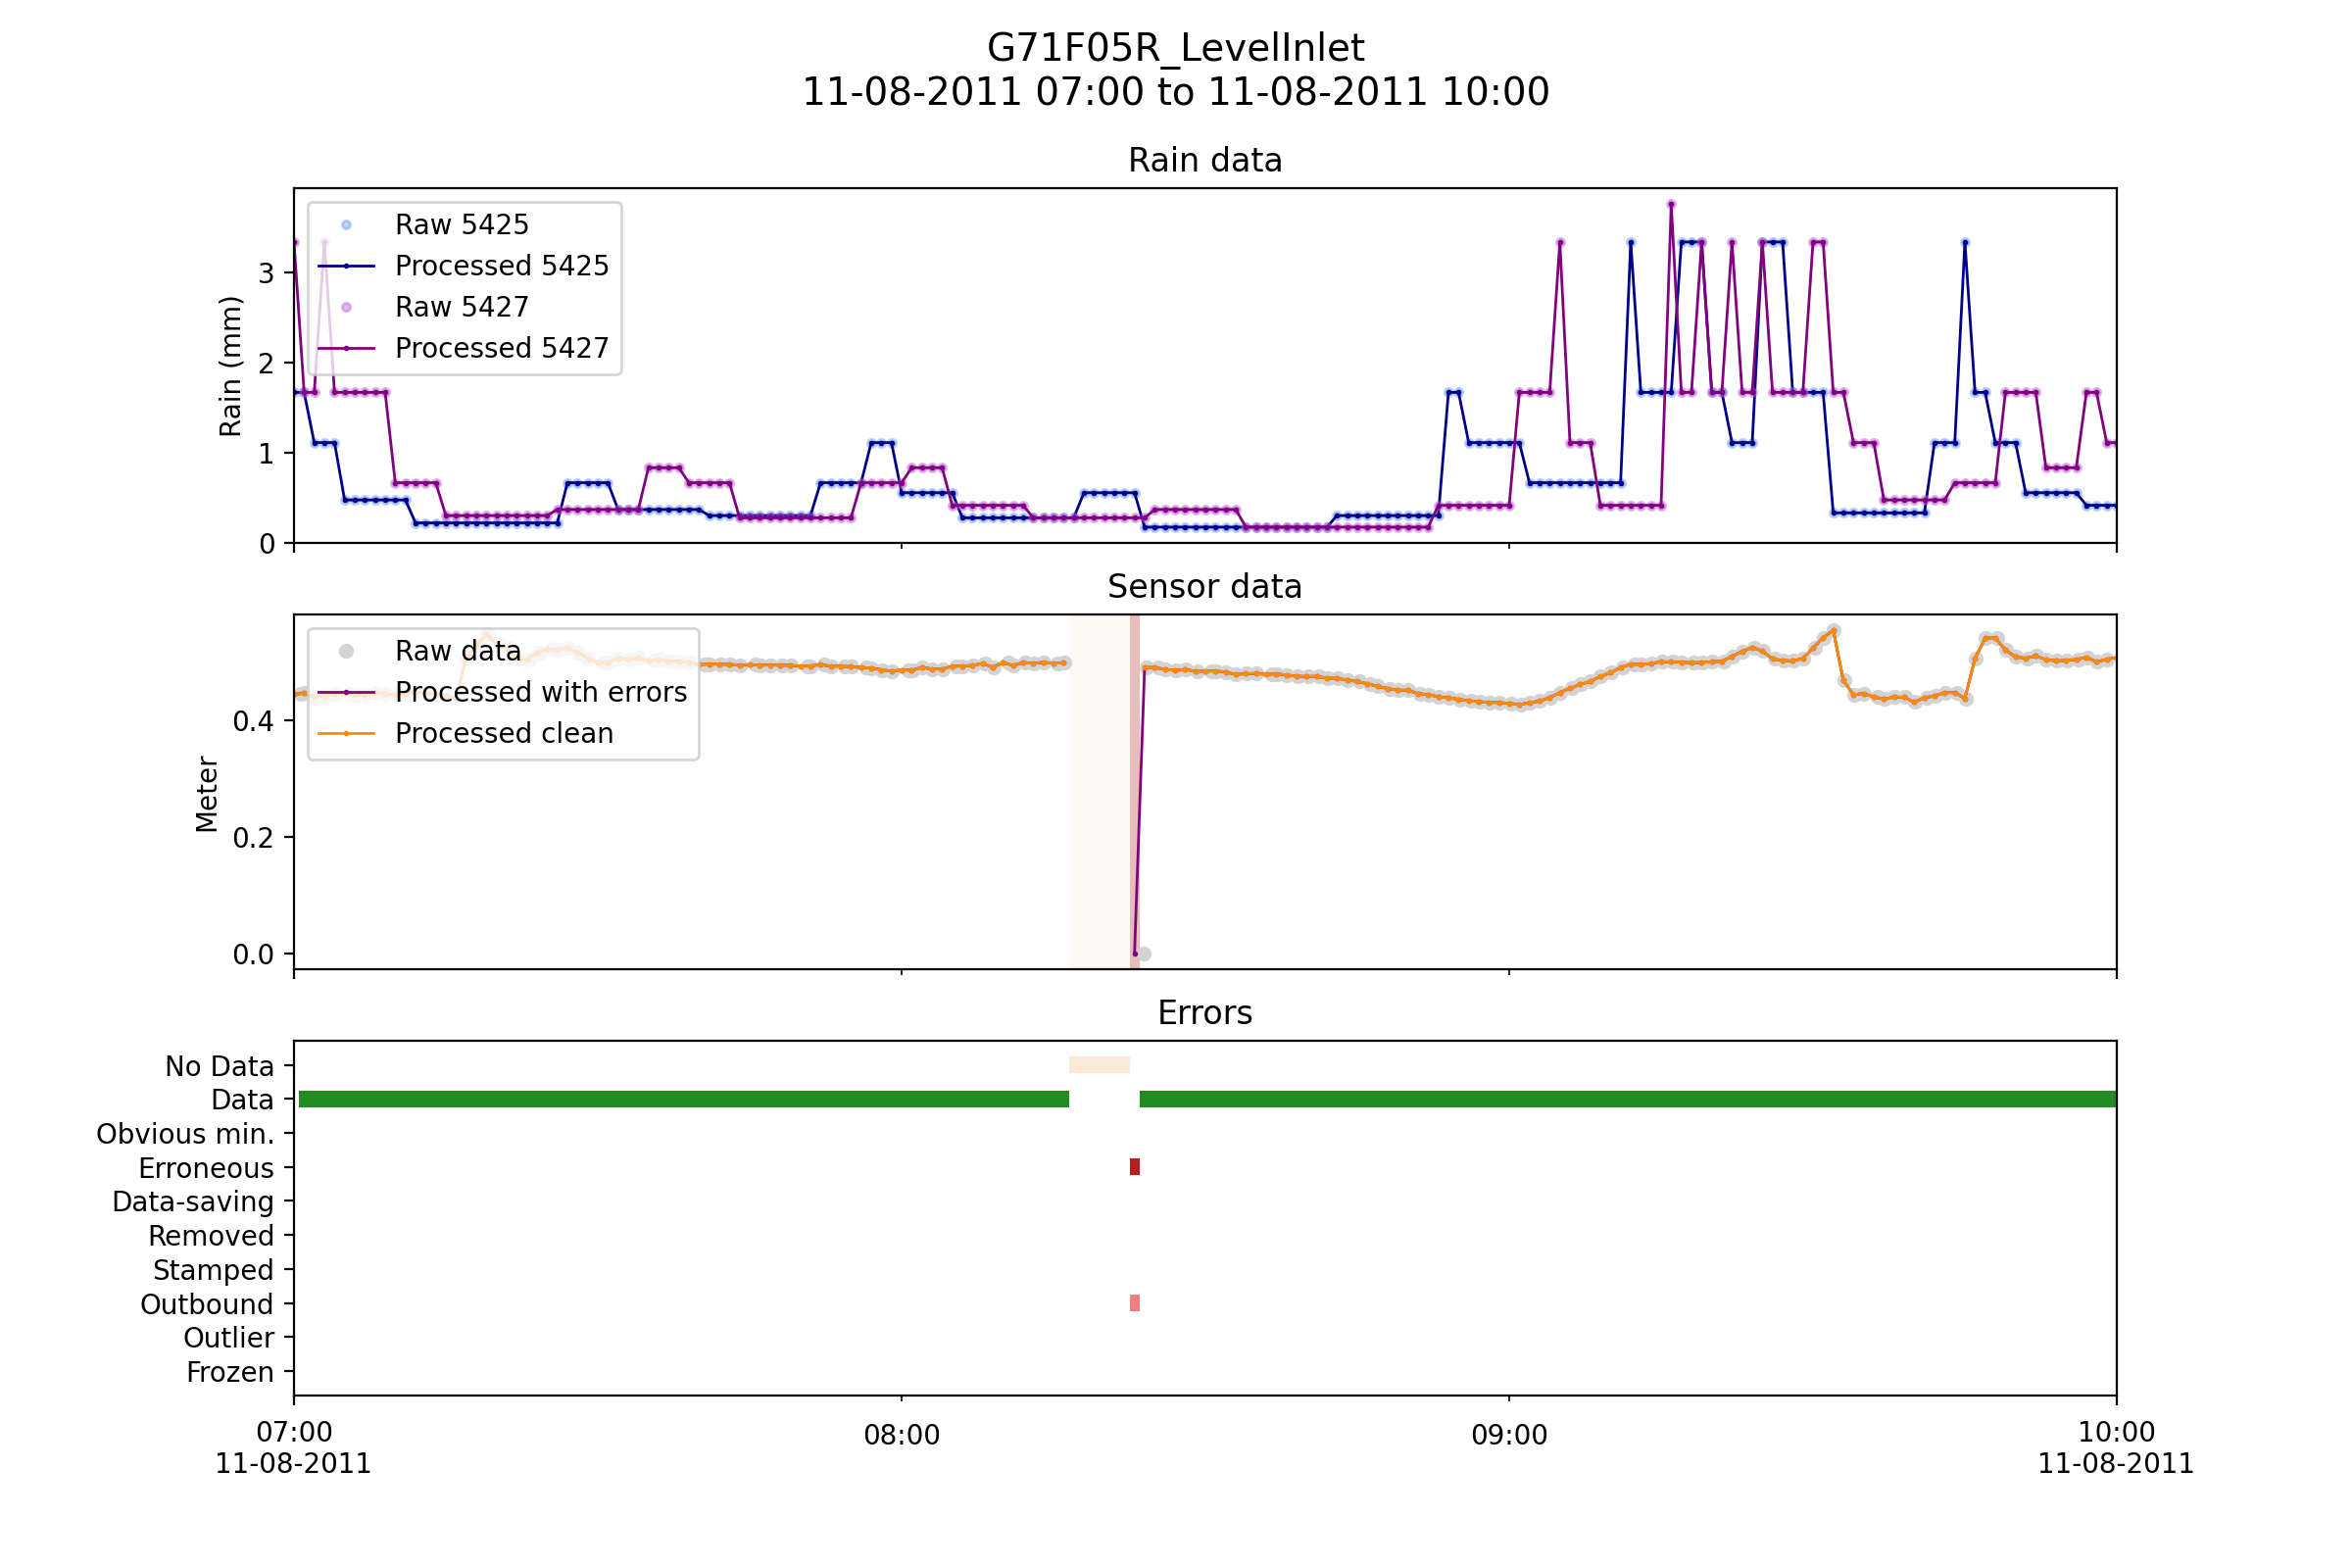 G71F05R_LevelInlet
11-08-2011 07:00 to 11-08-2011 10:00
Rain data
Rain (mm)
3
2
1
0
Raw 5425
Processed 5425
Raw 5427
Processed 5427
Sensor data
Meter
0.4
0.2
0.0
Raw data
Processed with errors
Processed clean
Errors
No Data
Data
Obvious min.
Erroneous
Data-saving
Removed
Stamped
Outbound
Outlier
Frozen
07:00
11-08-2011
08:00
09:00
10:00
11-08-2011